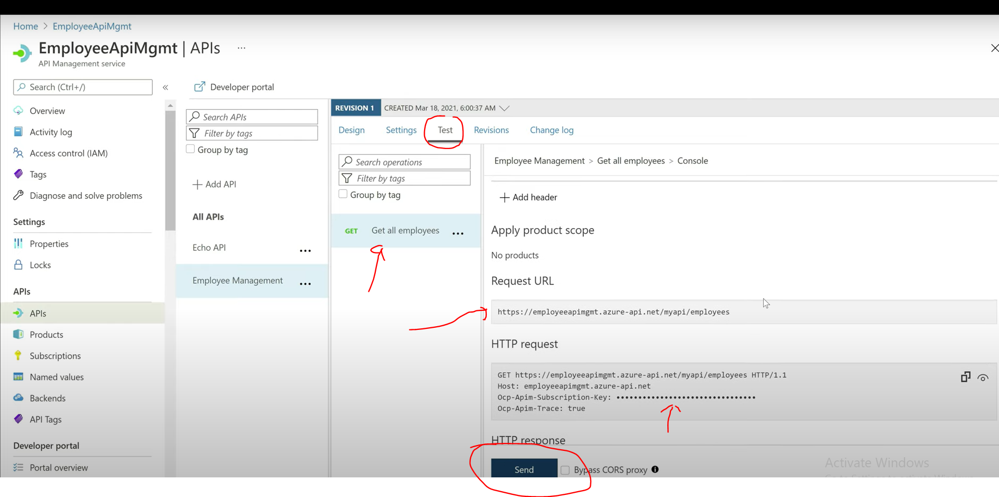 Home > EmployeeApiMgmt
EmployeeApiMgmt | APIs ...
API Management service
Search (Ctrl+/)
«
Overview
Activity log
Access control (IAM)
Tags
Diagnose and solve problems
Settings
Properties
Locks
APIs
APIs
Products
Subscriptions
Named values
Backends
API Tags
Developer portal
Portal overview
Developer portal
Search APIs
Filter by tags
Group by tag
+ Add API
All APIs
Echo API ...
Employee Management ...
REVISION 1 CREATED Mar 18, 2021, 6:00:37 AM
Design Settings Test Revisions Change log
Search operations
Filter by tags
Group by tag
GET Get all employees ...
Employee Management > Get all employees > Console
+ Add header
Apply product scope
No products
Request URL
https://employeeapimgmt.azure-api.net/myapi/employees
HTTP request
GET https://employeeapimgmt.azure-api.net/myapi/employees HTTP/1.1
Host: employeeapimgmt.azure-api.net
Ocp-Apim-Subscription-Key: ••••••••••••••••••••••••••••••••
Ocp-Apim-Trace: true
HTTP response
Send Bypass CORS proxy
Activate Windows